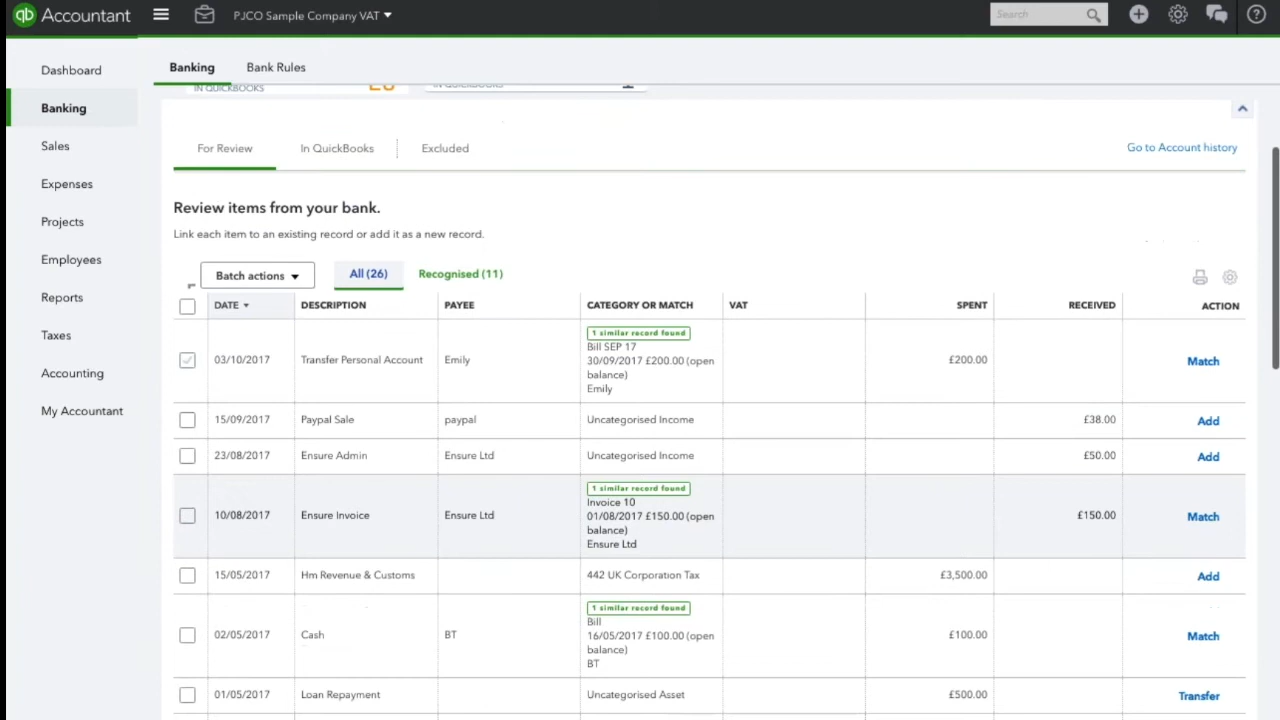 qb Accountant
PJCO Sample Company VAT
Search
Dashboard
Banking
Sales
Expenses
Projects
Employees
Reports
Taxes
Accounting
My Accountant
Banking Bank Rules
IN QUICKBOOKS
IN QUICKBOOKS
For Review In QuickBooks Excluded Go to Account history
Review items from your bank.
Link each item to an existing record or add it as a new record.
Batch actions All (26) Recognised (11)
DATE DESCRIPTION PAYEE CATEGORY OR MATCH VAT SPENT RECEIVED ACTION
1 similar record found
Bill SEP 17
03/10/2017 Transfer Personal Account Emily 30/09/2017 £200.00 (open £200.00 Match
balance)
Emily
15/09/2017 Paypal Sale paypal Uncategorised Income £38.00 Add
23/08/2017 Ensure Admin Ensure Ltd Uncategorised Income £50.00 Add
1 similar record found
Invoice 10
10/08/2017 Ensure Invoice Ensure Ltd 01/08/2017 £150.00 (open £150.00 Match
balance)
Ensure Ltd
15/05/2017 Hm Revenue & Customs 442 UK Corporation Tax £3,500.00 Add
1 similar record found
Bill
02/05/2017 Cash BT 16/05/2017 £100.00 (open £100.00 Match
balance)
BT
01/05/2017 Loan Repayment Uncategorised Asset £500.00 Transfer